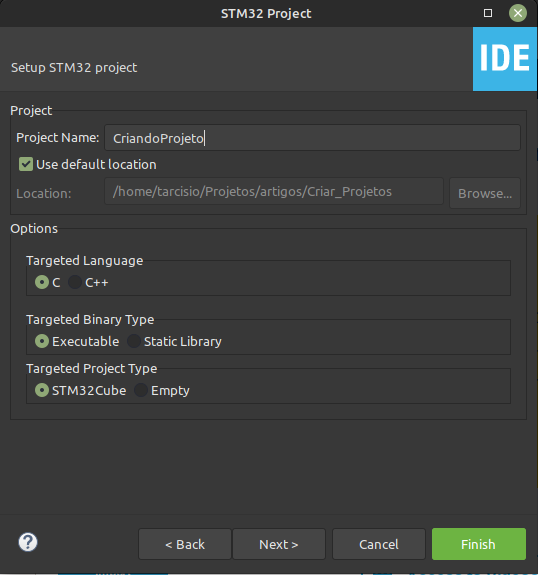 STM32 Project
Setup STM32 project
IDE
Project
Project Name: CriandoProjeto
Use default location
Location: /home/tarcisio/Projetos/artigos/Criar_Projetos Browse...
Options
Targeted Language
C C++
Targeted Binary Type
Executable Static Library
Targeted Project Type
STM32Cube Empty
? < Back Next > Cancel Finish